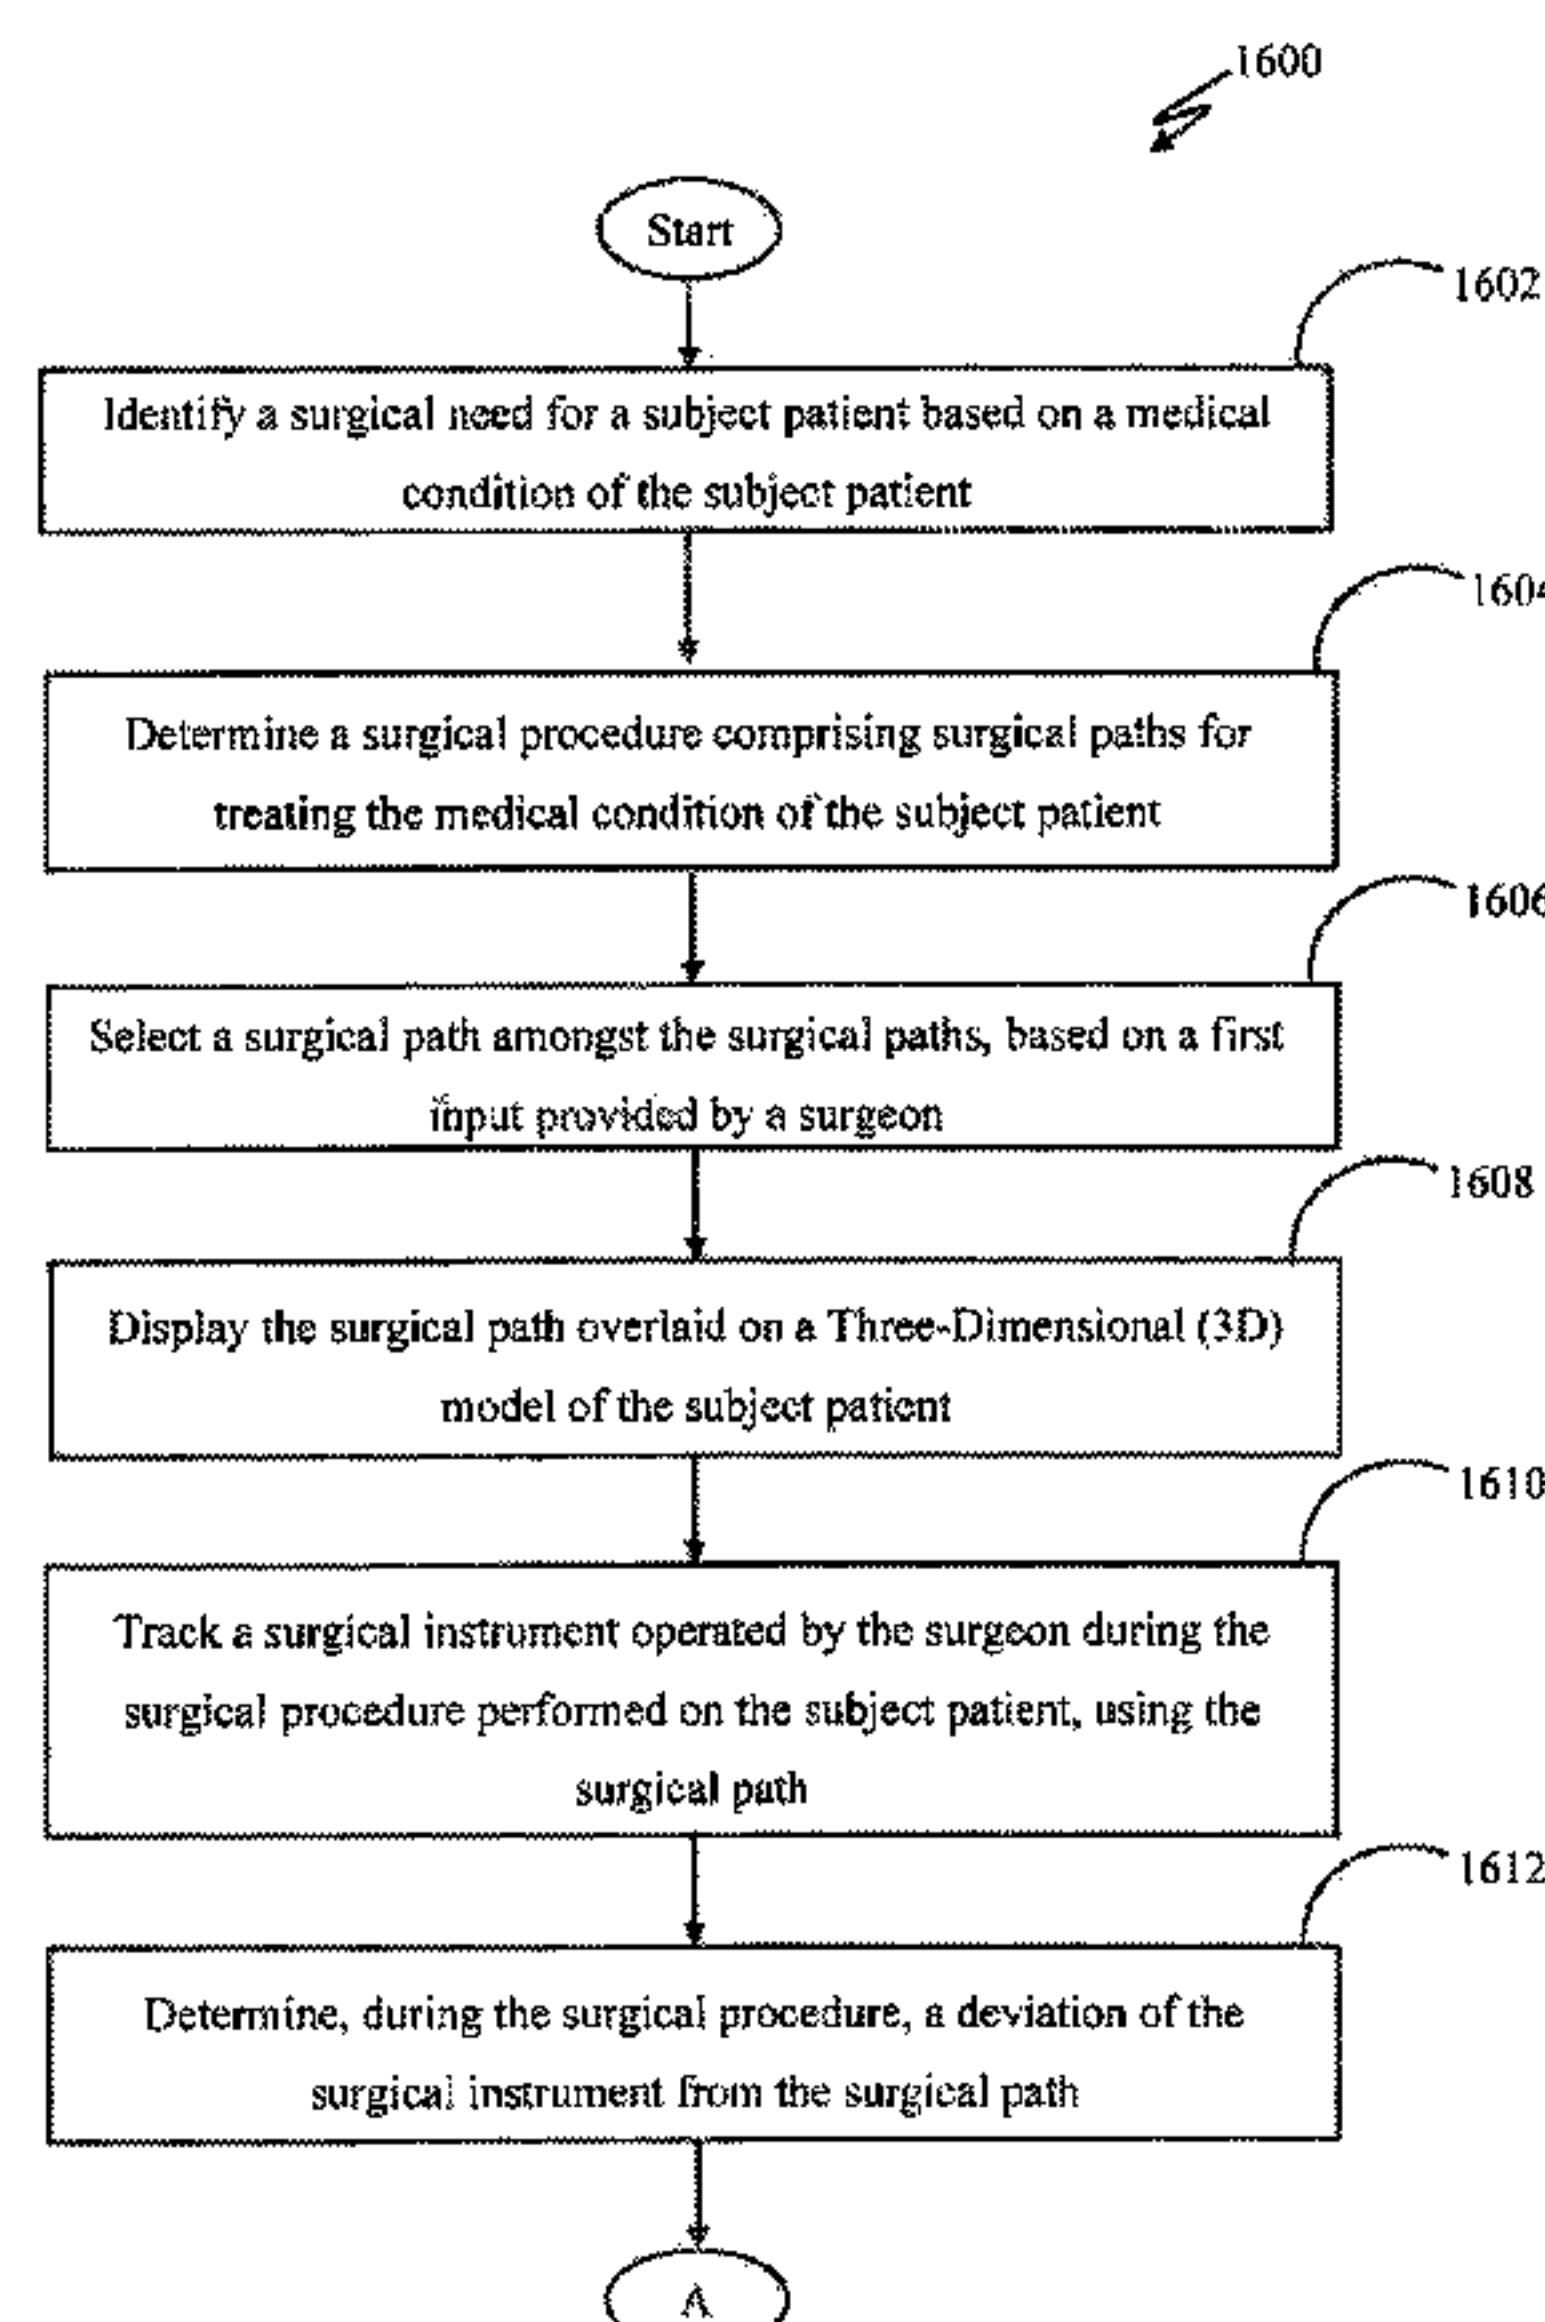 1600
Start
1602
Identify a surgical need for a subject patient based on a medical
condition of the subject patient
1604
Determine a surgical procedure comprising surgical paths for
treating the medical condition of the subject patient
1606
Select a surgical path amongst the surgical paths, based on a first
input provided by a surgeon
1608
Display the surgical path overlaid on a Three-Dimensional (3D)
model of the subject patient
1610
Track a surgical instrument operated by the surgeon during the
surgical procedure performed on the subject patient, using the
surgical path
1612
Determine, during the surgical procedure, a deviation of the
surgical instrument from the surgical path
A